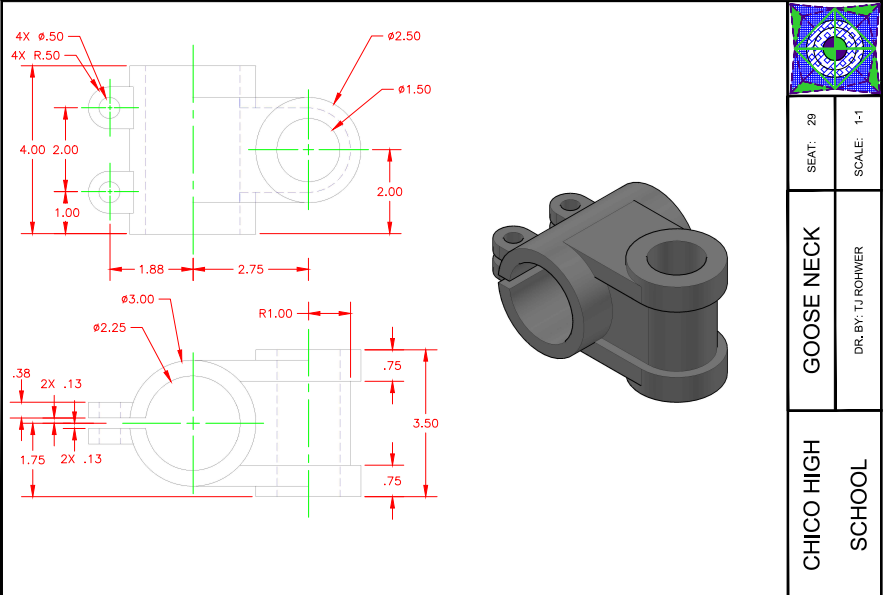 4X ø.50
4X R.50
ø2.50
ø1.50
4.00
2.00
1.00
2.00
1.88
2.75
ø3.00
ø2.25
R1.00
.38
2X .13
.75
3.50
1.75
2X .13
.75
SEAT: 29
SCALE: 1-1
GOOSE NECK
DR. BY: TJ ROHWER
CHICO HIGH
SCHOOL